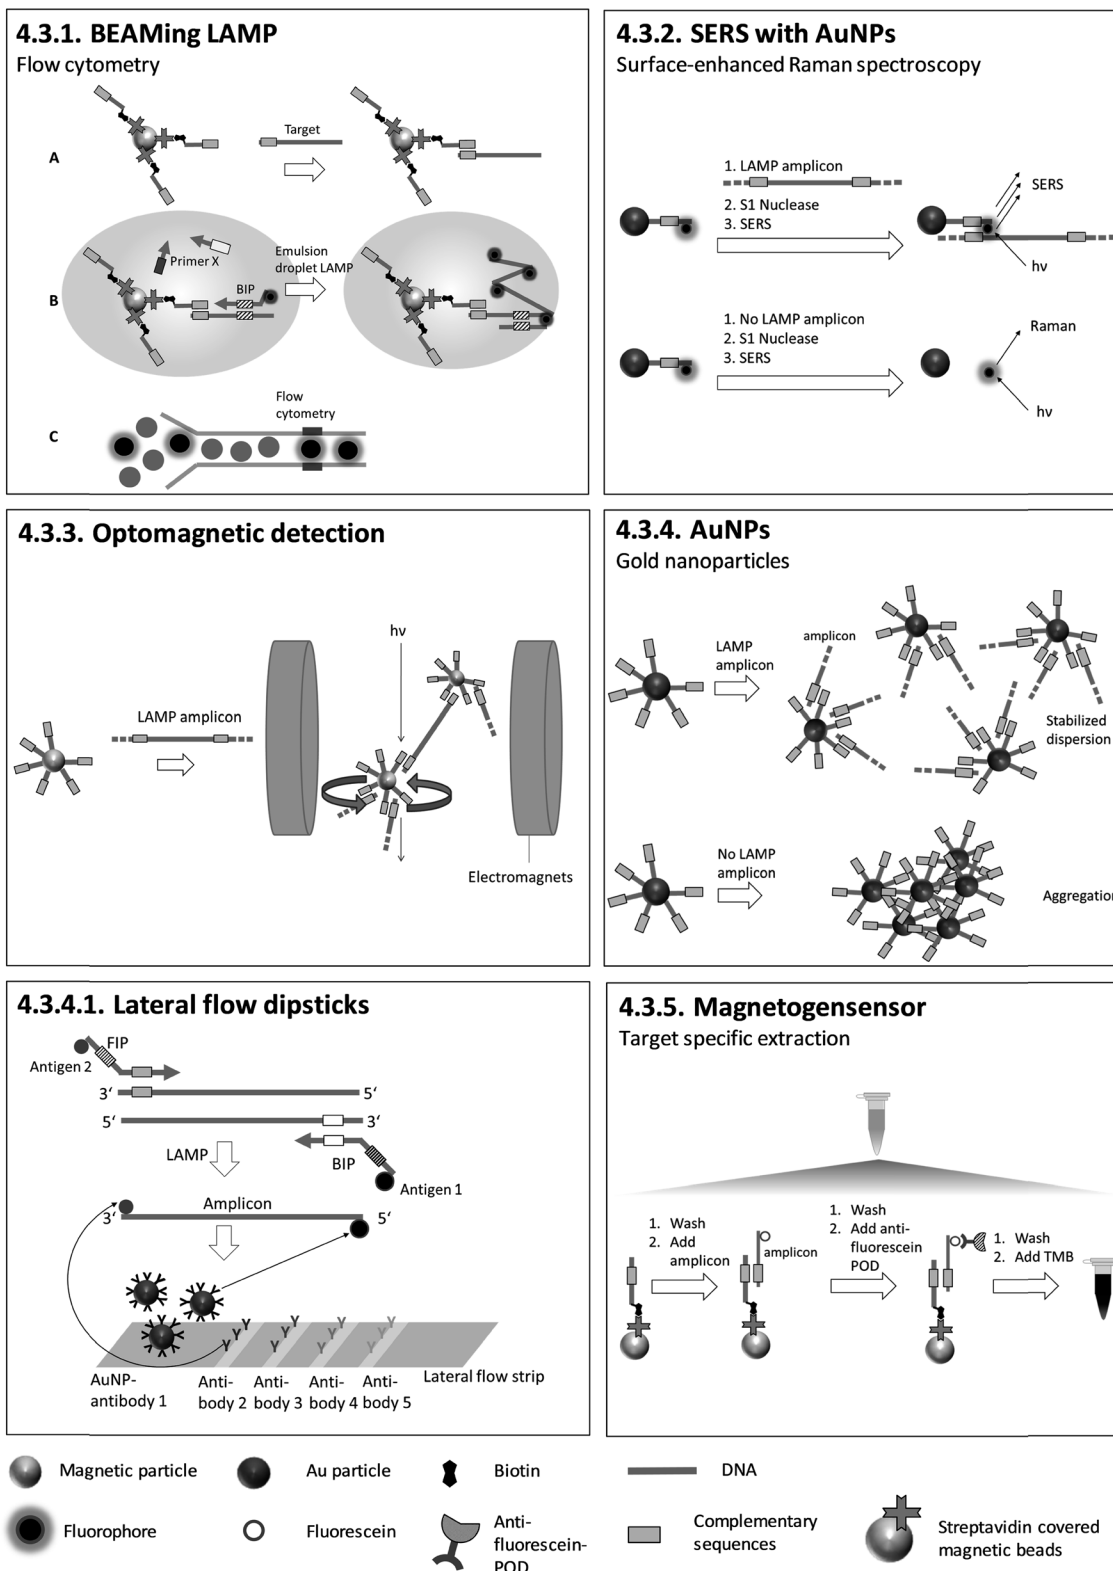 4.3.1. BEAMing LAMP
Flow cytometry
Target
A
Primer X
Emulsion
droplet LAMP
BIP
B
Flow
cytometry
C
4.3.2. SERS with AuNPs
Surface-enhanced Raman spectroscopy
1. LAMP amplicon
2. S1 Nuclease
3. SERS
SERS
hν
1. No LAMP amplicon
2. S1 Nuclease
3. SERS
Raman
hν
4.3.3. Optomagnetic detection
hν
LAMP amplicon
Electromagnets
4.3.4. AuNPs
Gold nanoparticles
LAMP
amplicon
amplicon
Stabilized
dispersion
No LAMP
amplicon
Aggregation
4.3.4.1. Lateral flow dipsticks
FIP
Antigen 2
3‘
5‘
5‘
3‘
LAMP
BIP
Antigen 1
Amplicon
3‘
5‘
AuNP-
antibody 1
Anti-
body 2
Anti-
body 3
Anti-
body 4
Anti-
body 5
Lateral flow strip
4.3.5. Magnetogensensor
Target specific extraction
1. Wash
2. Add
amplicon
amplicon
1. Wash
2. Add anti-
fluorescein
POD
1. Wash
2. Add TMB
Magnetic particle
Au particle
Biotin
DNA
Fluorophore
Fluorescein
Anti-
fluorescein-
POD
Complementary
sequences
Streptavidin covered
magnetic beads